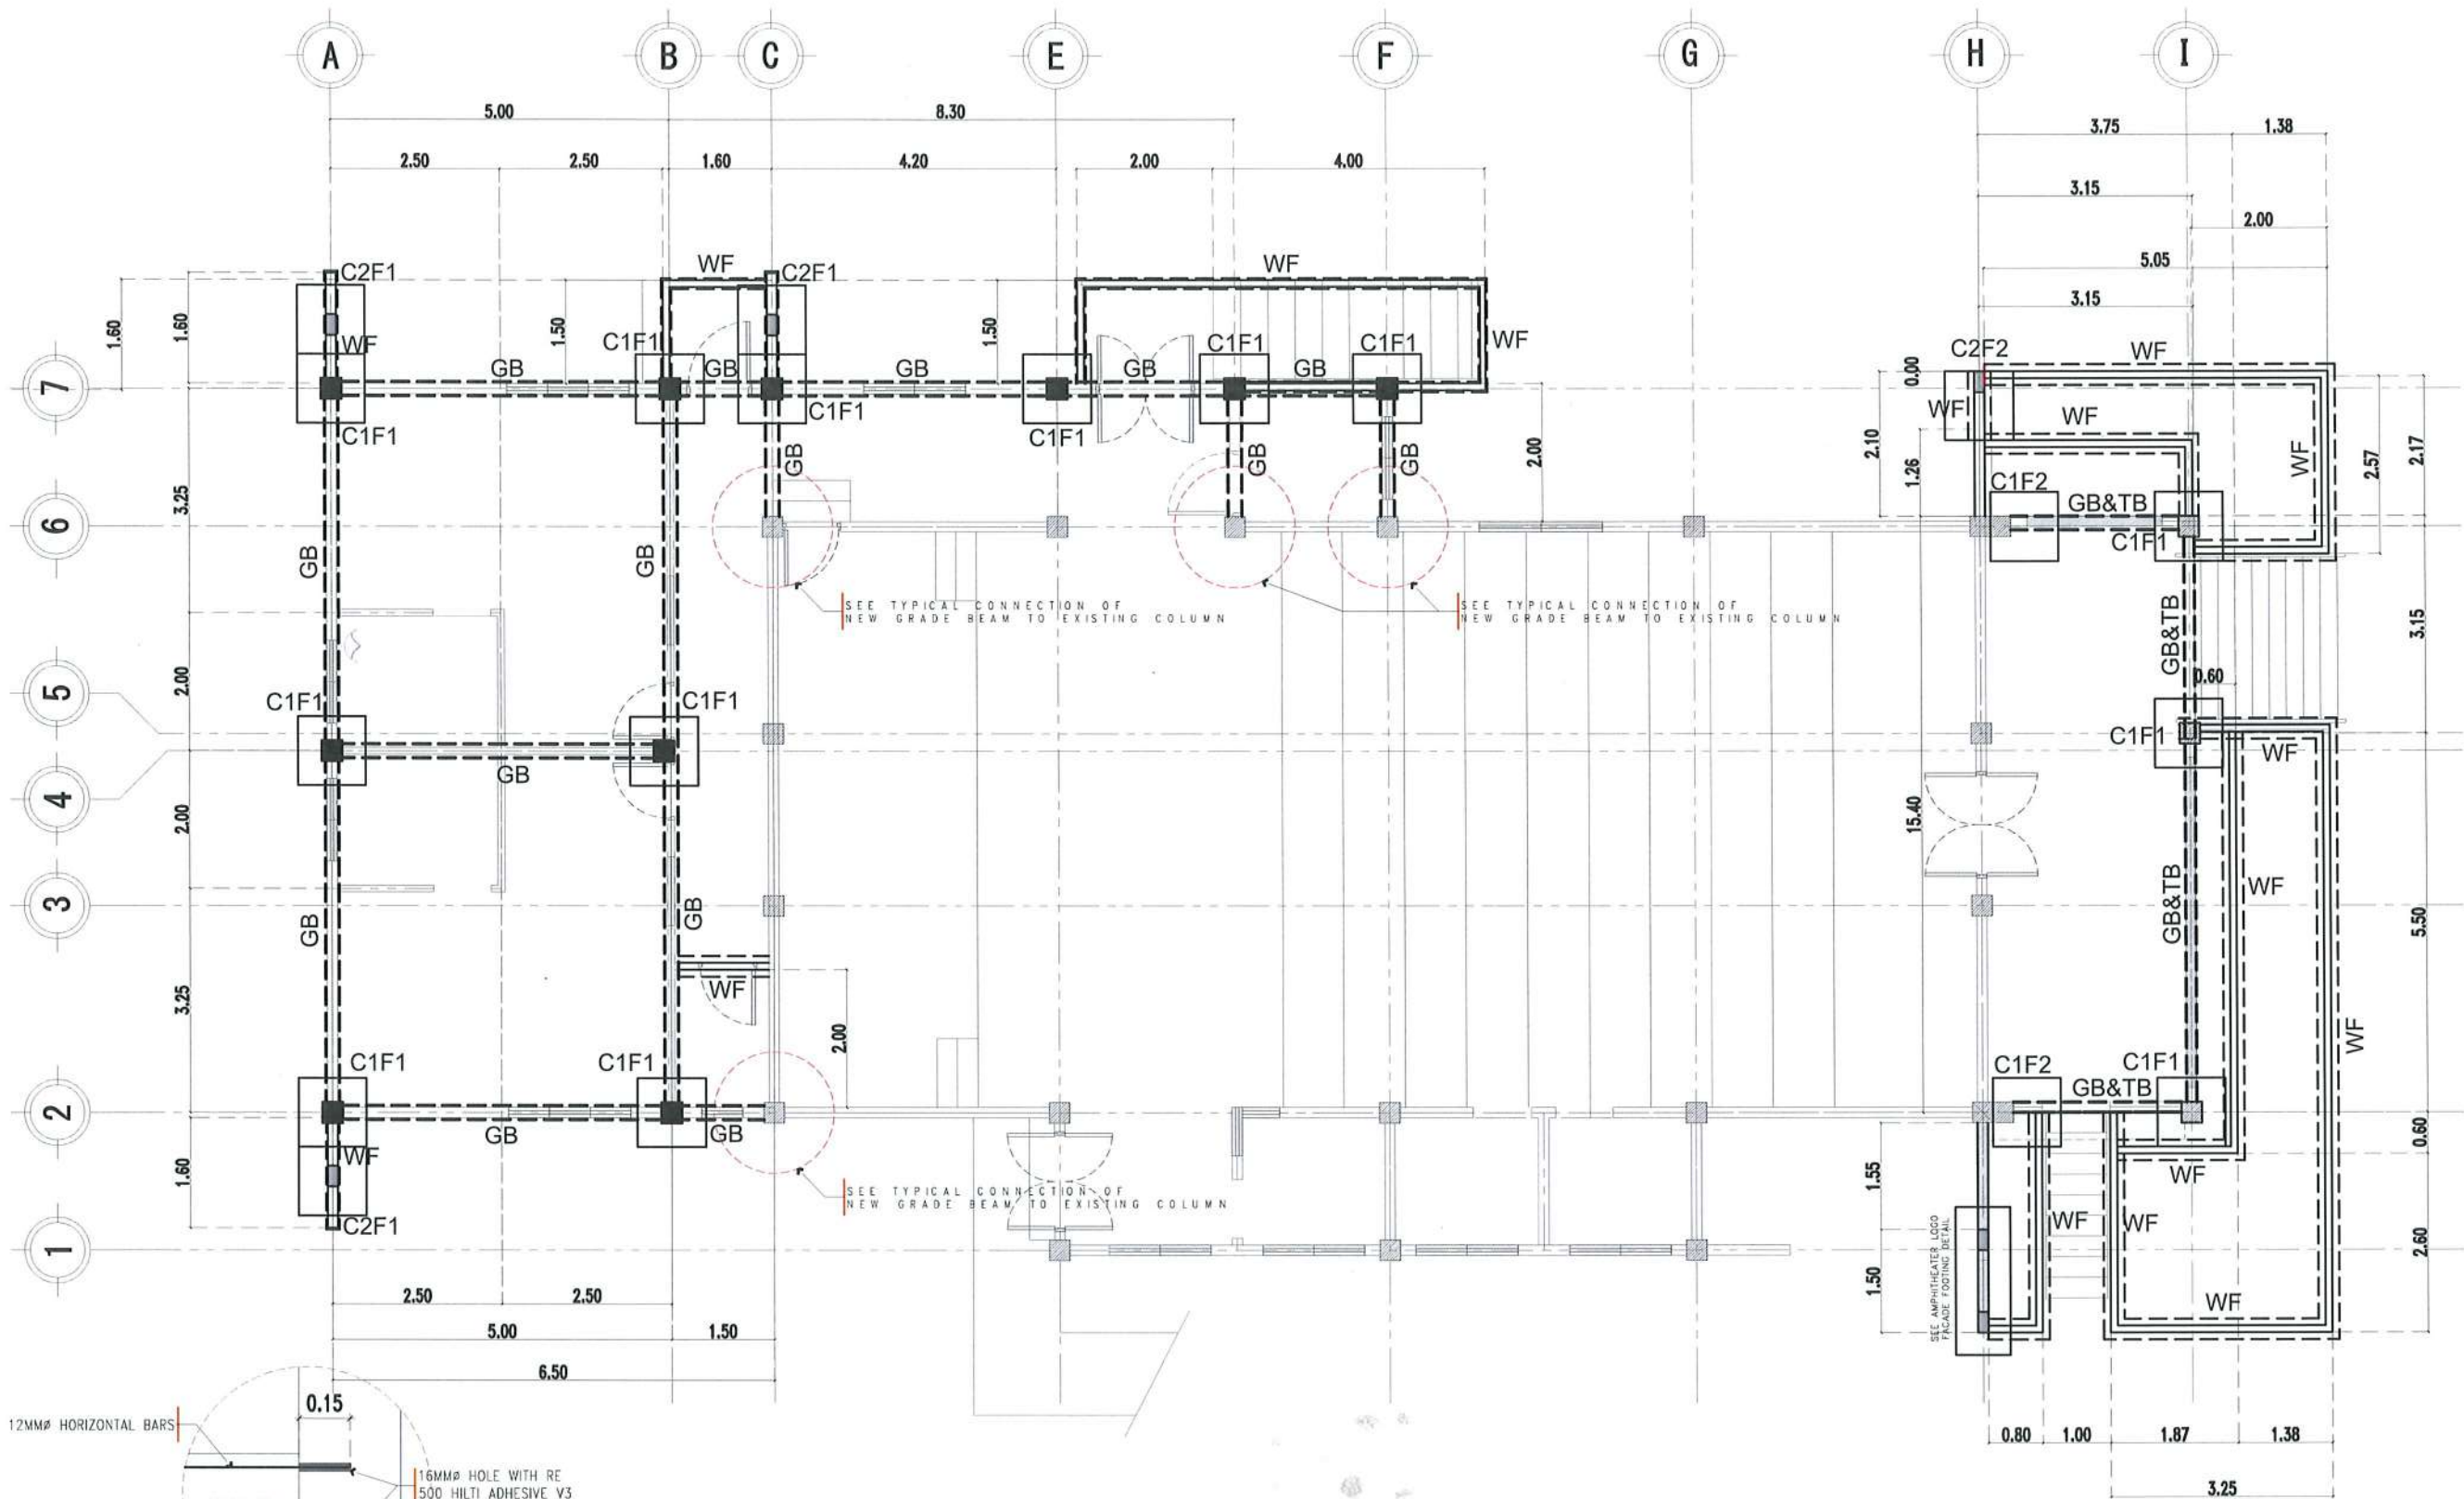 A B C E F G H I
5.00 8.30
3.75 1.38
2.50 2.50 1.60 4.20 2.00 4.00
3.15
2.00
5.05
3.15
C2F1 WF C2F1 WF
1.60 1.60 1.50 1.50
WF C1F1 C1F1 C1F1 WF
C2F2 WF
0.00
7
GB GB GB GB GB
C1F1 C1F1 C1F1
WF WF
2.10 1.26 WF 2.57 2.17
GB GB GB 2.00
3.25
C1F2 GB&TB C1F1
6
GB GB
SEE TYPICAL CONNECTION OF
NEW GRADE BEAM TO EXISTING COLUMN
SEE TYPICAL CONNECTION OF
NEW GRADE BEAM TO EXISTING COLUMN
GB&TB 3.15
0.60
2.00
5
C1F1 C1F1
C1F1 WF
GB
4
2.00
15.40
3
GB GB
GB&TB WF 5.50
WF
3.25
2.00
WF
C1F1 C1F1
C1F2 C1F1
GB&TB
2
GB GB
0.60
WF
1.60
WF
C2F1
SEE TYPICAL CONNECTION OF
NEW GRADE BEAM TO EXISTING COLUMN
1.55
WF WF
1
2.60
1.50
SEE AMPHITHEATER LOGO
FACADE FOOTING DETAIL
WF
2.50 2.50
5.00 1.50
6.50
0.15
12MMØ HORIZONTAL BARS
16MMØ HOLE WITH RE
500 HILTI ADHESIVE V3
0.80 1.00 1.87 1.38
3.25